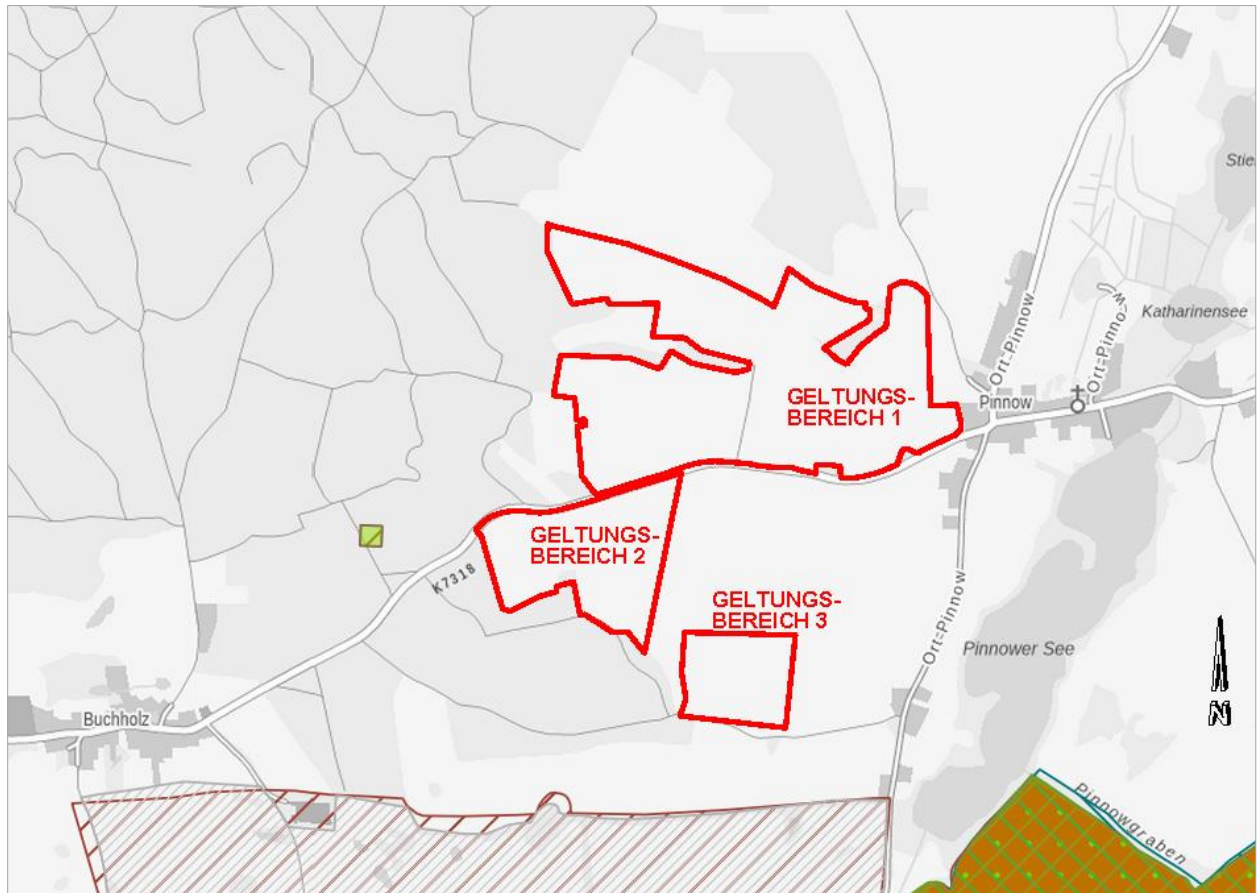 Stie
Katharinensee
Ort-Pinnow
Ort-Pinnow
GELTUNGS-
BEREICH 1
Pinnow
GELTUNGS-
BEREICH 2
K7318
GELTUNGS-
BEREICH 3
Ort-Pinnow
Pinnower See
N
Buchholz
Pinnowgraben